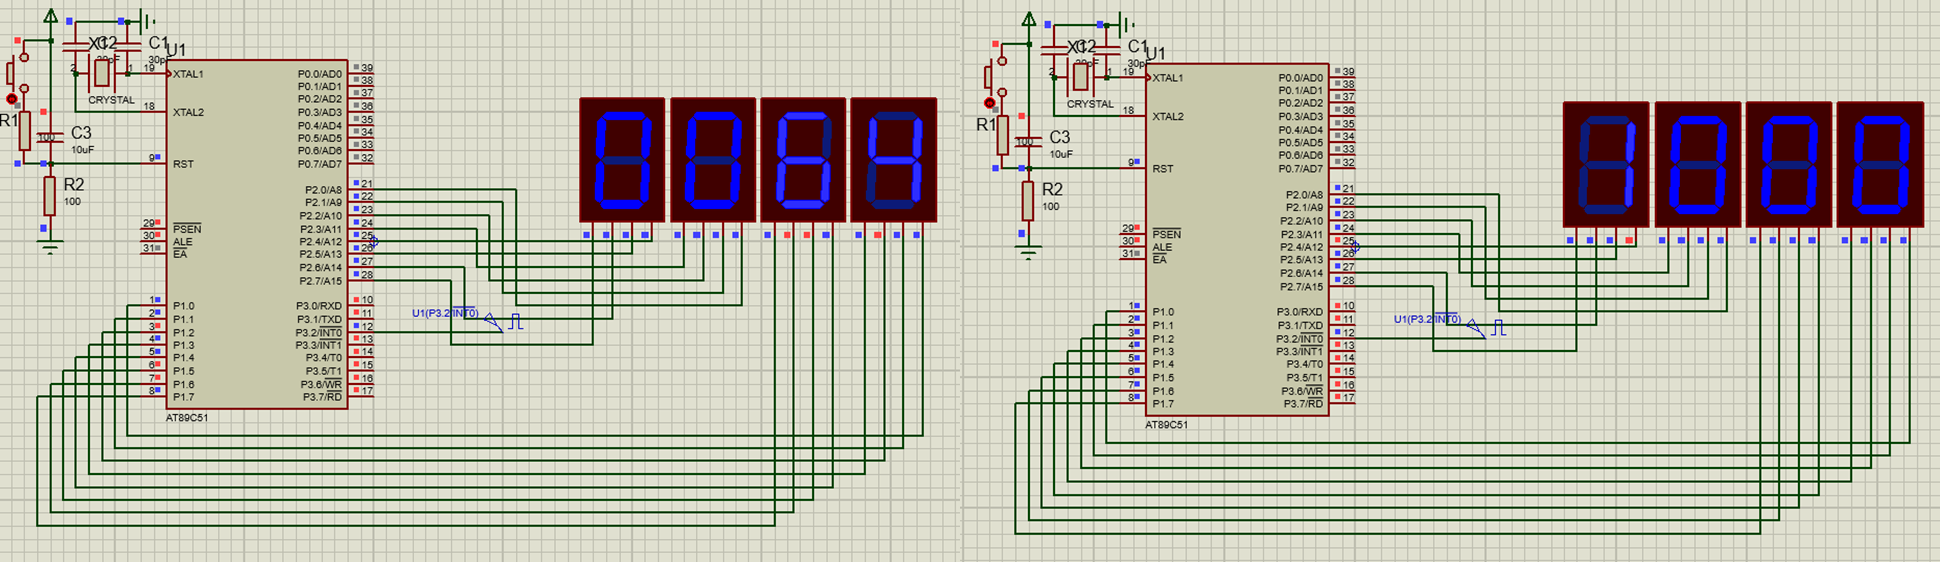 X1
C2
C1
30pF
30p
U1
2
1
19
XTAL1
CRYSTAL
18
XTAL2
R1
100
C3
10uF
9
RST
R2
100
29
PSEN
30
ALE
31
EA
1
P1.0
2
P1.1
3
P1.2
4
P1.3
5
P1.4
6
P1.5
7
P1.6
8
P1.7
P0.0/AD0
39
P0.1/AD1
38
P0.2/AD2
37
P0.3/AD3
36
P0.4/AD4
35
P0.5/AD5
34
P0.6/AD6
33
P0.7/AD7
32
P2.0/A8
21
P2.1/A9
22
P2.2/A10
23
P2.3/A11
24
P2.4/A12
25
P2.5/A13
26
P2.6/A14
27
P2.7/A15
28
P3.0/RXD
10
P3.1/TXD
11
P3.2/INT0
12
P3.3/INT1
13
P3.4/T0
14
P3.5/T1
15
P3.6/WR
16
P3.7/RD
17
AT89C51
U1(P3.2/INT0)
0064
X1
C2
C1
30pF
30p
U1
2
1
19
XTAL1
CRYSTAL
18
XTAL2
R1
100
C3
10uF
9
RST
R2
100
29
PSEN
30
ALE
31
EA
1
P1.0
2
P1.1
3
P1.2
4
P1.3
5
P1.4
6
P1.5
7
P1.6
8
P1.7
P0.0/AD0
39
P0.1/AD1
38
P0.2/AD2
37
P0.3/AD3
36
P0.4/AD4
35
P0.5/AD5
34
P0.6/AD6
33
P0.7/AD7
32
P2.0/A8
21
P2.1/A9
22
P2.2/A10
23
P2.3/A11
24
P2.4/A12
25
P2.5/A13
26
P2.6/A14
27
P2.7/A15
28
P3.0/RXD
10
P3.1/TXD
11
P3.2/INT0
12
P3.3/INT1
13
P3.4/T0
14
P3.5/T1
15
P3.6/WR
16
P3.7/RD
17
AT89C51
U1(P3.2/INT0)
1000